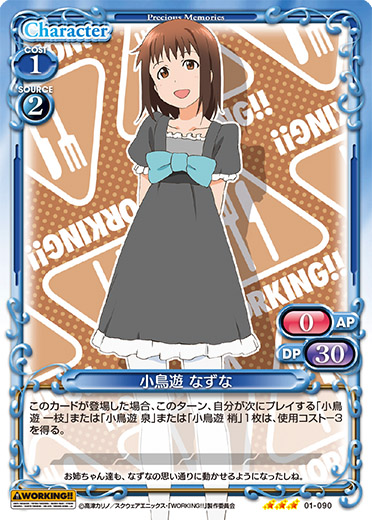 Precious Memories
Character
COST
1
SOURCE
2
WORKING!!
WORKING!!
WORKING!!
0 AP
DP 30
小鳥遊 なずな
このカードが登場した場合、このターン、自分が次にプレイする「小鳥
遊 一枝」または「小鳥遊 泉」または「小鳥遊 梢」1枚は、使用コスト－3
を得る。
お姉ちゃん達も、なずなの思い通りに動かせるようになったしね。
WORKING!! 01-090
©高津カリノ／スクウェアエニックス・「WORKING!!」製作委員会